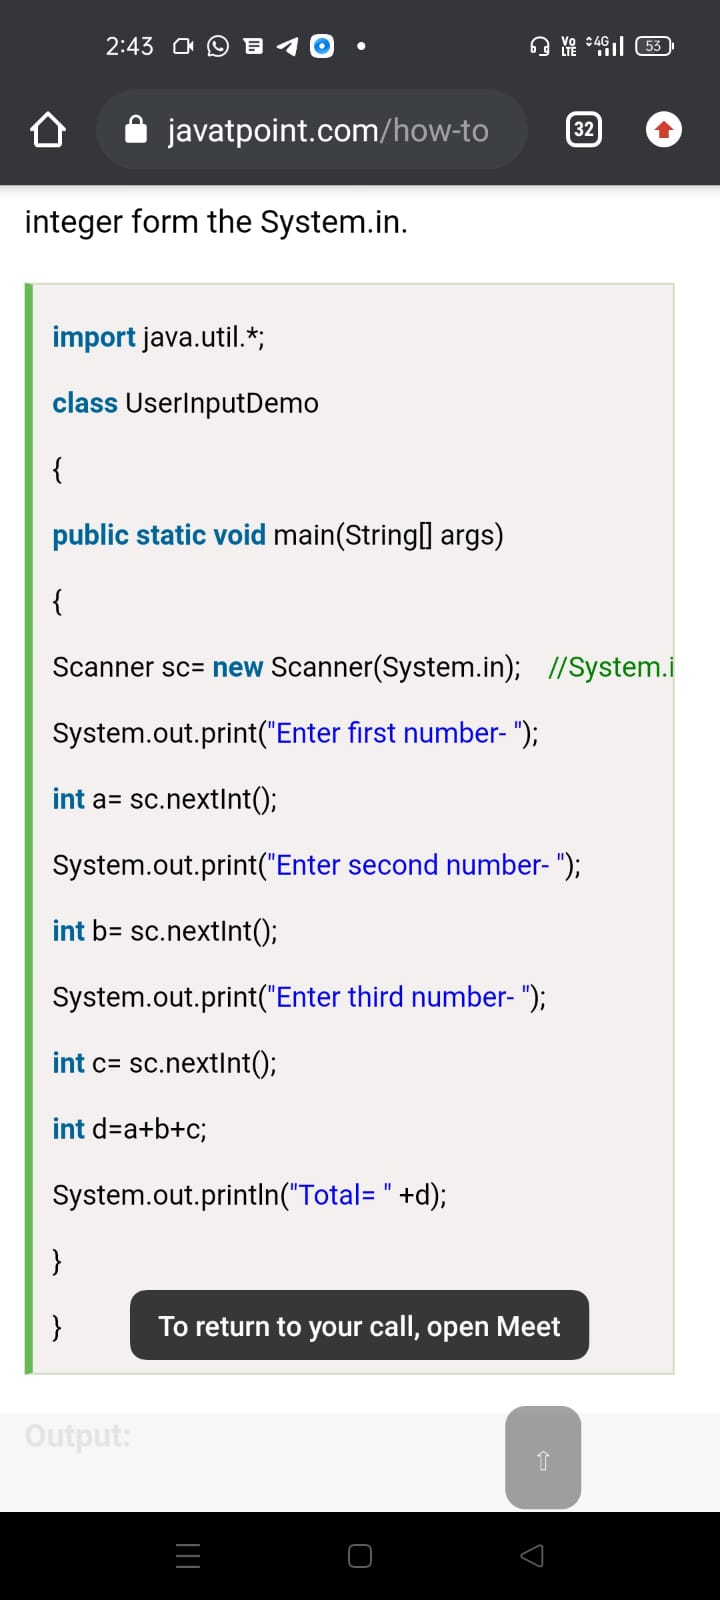 2:43
Vo LTE 4G 53
javatpoint.com/how-to
32
integer form the System.in.
import java.util.*;
class UserInputDemo
{
public static void main(String[] args)
{
Scanner sc= new Scanner(System.in); //System.i
System.out.print("Enter first number- ");
int a= sc.nextInt();
System.out.print("Enter second number- ");
int b= sc.nextInt();
System.out.print("Enter third number- ");
int c= sc.nextInt();
int d=a+b+c;
System.out.println("Total= " +d);
}
}
To return to your call, open Meet
Output: